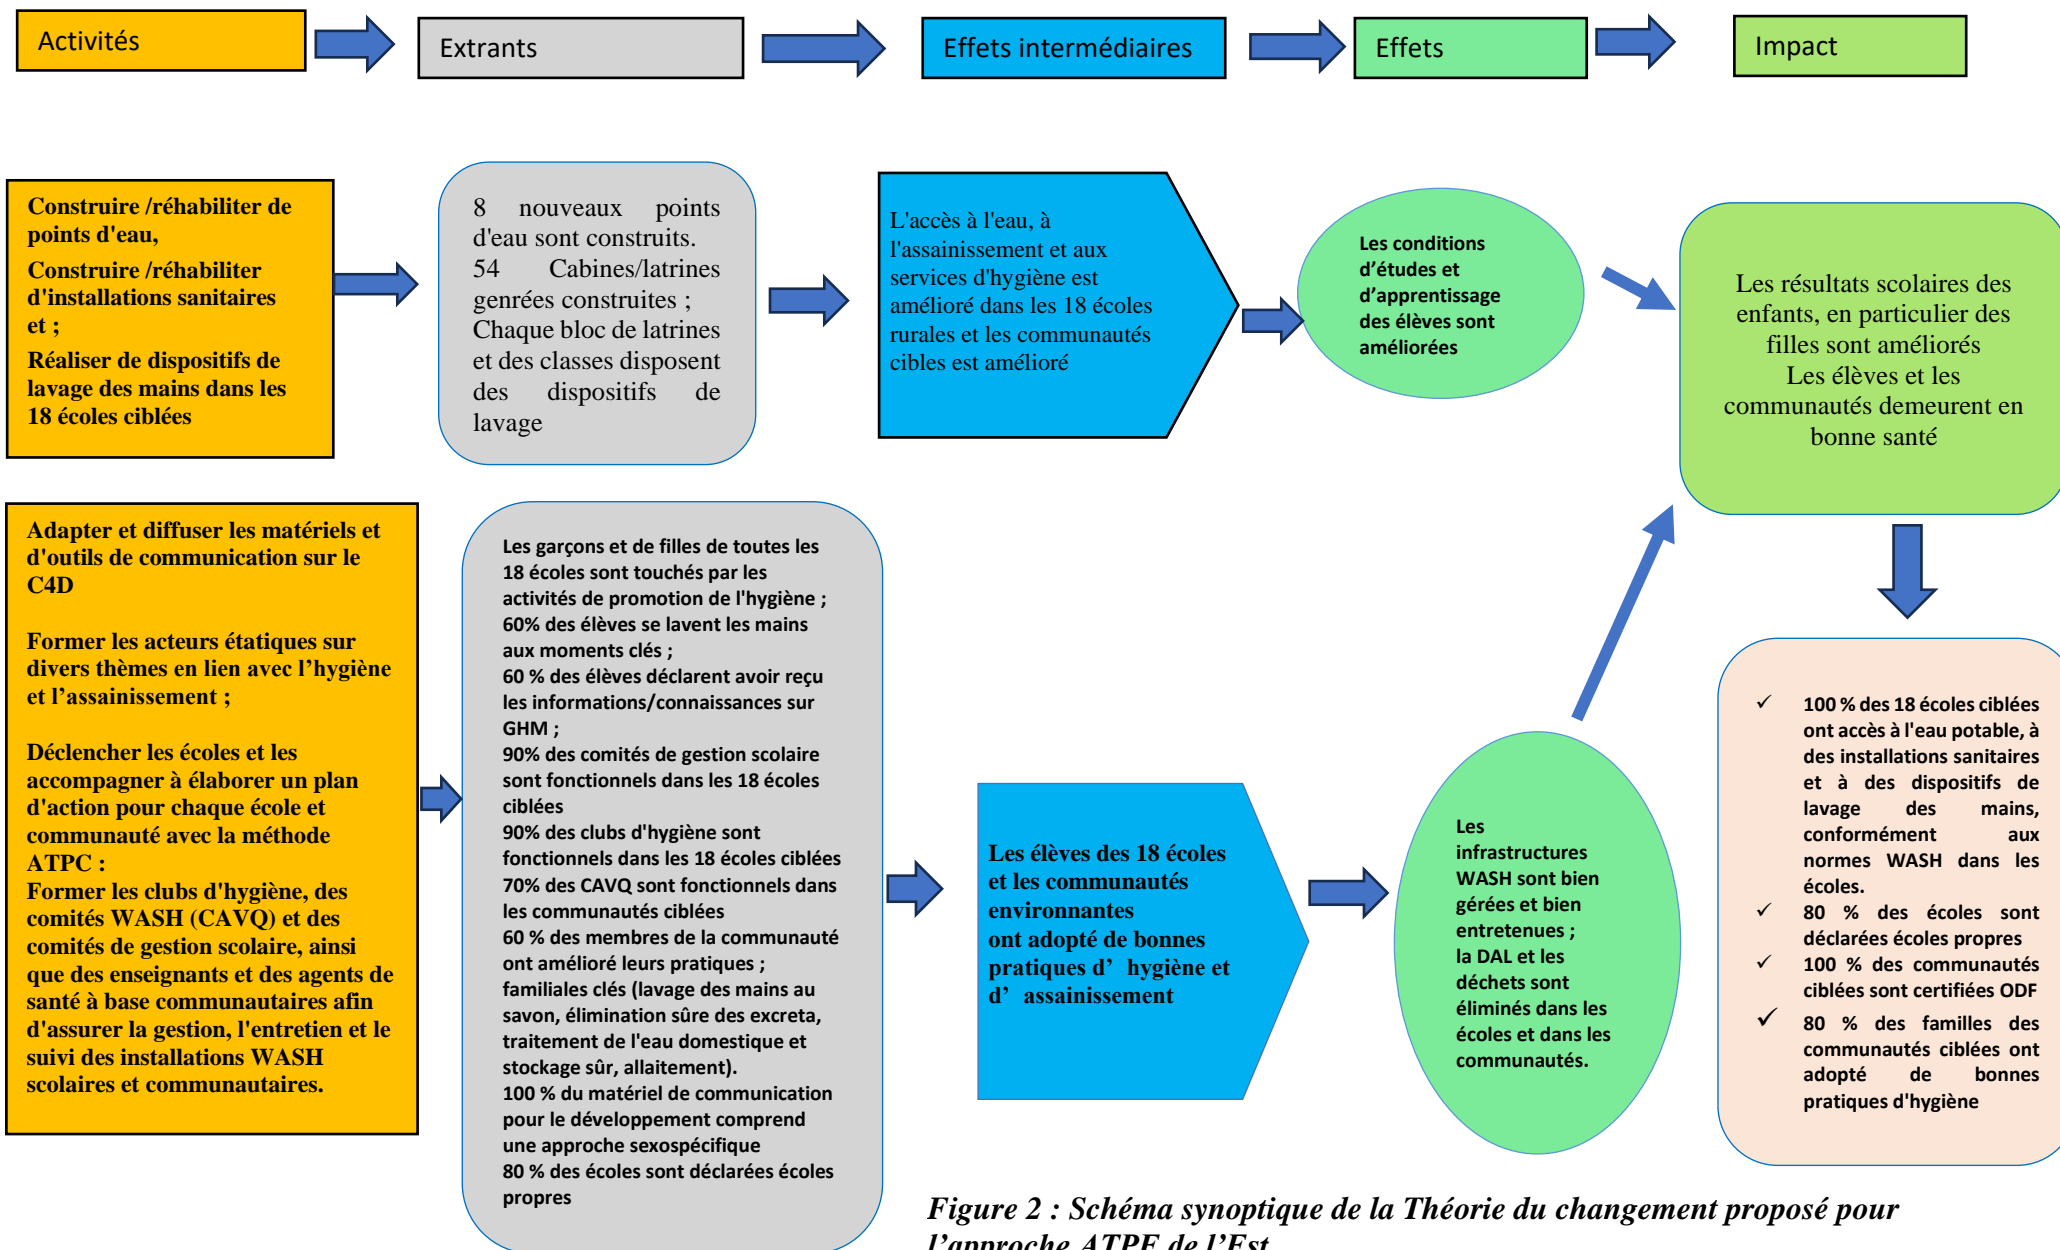 Activités
Extrants
Effets intermédiaires
Effets
Impact
Construire /réhabiliter de
points d'eau,
Construire /réhabiliter
d'installations sanitaires
et ;
Réaliser de dispositifs de
lavage des mains dans les
18 écoles ciblées
8 nouveaux points
d'eau sont construits.
54 Cabines/latrines
genrées construites ;
Chaque bloc de latrines
et des classes disposent
des dispositifs de
lavage
L'accès à l'eau, à
l'assainissement et aux
services d'hygiène est
amélioré dans les 18 écoles
rurales et les communautés
cibles est amélioré
Les conditions
d’études et
d’apprentissage
des élèves sont
améliorées
Les résultats scolaires des
enfants, en particulier des
filles sont améliorés
Les élèves et les
communautés demeurent en
bonne santé
Adapter et diffuser les matériels et
d'outils de communication sur le
C4D
Former les acteurs étatiques sur
divers thèmes en lien avec l’hygiène
et l’assainissement ;
Déclencher les écoles et les
accompagner à élaborer un plan
d'action pour chaque école et
communauté avec la méthode
ATPC :
Former les clubs d'hygiène, des
comités WASH (CAVQ) et des
comités de gestion scolaire, ainsi
que des enseignants et des agents de
santé à base communautaires afin
d'assurer la gestion, l'entretien et le
suivi des installations WASH
scolaires et communautaires.
Les garçons et de filles de toutes les
18 écoles sont touchés par les
activités de promotion de l'hygiène ;
60% des élèves se lavent les mains
aux moments clés ;
60 % des élèves déclarent avoir reçu
les informations/connaissances sur
GHM ;
90% des comités de gestion scolaire
sont fonctionnels dans les 18 écoles
ciblées
90% des clubs d'hygiène sont
fonctionnels dans les 18 écoles ciblées
70% des CAVQ sont fonctionnels dans
les communautés ciblées
60 % des membres de la communauté
ont amélioré leurs pratiques ;
familiales clés (lavage des mains au
savon, élimination sûre des excreta,
traitement de l'eau domestique et
stockage sûr, allaitement).
100 % du matériel de communication
pour le développement comprend
une approche sexospécifique
80 % des écoles sont déclarées écoles
propres
Les élèves des 18 écoles
et les communautés
environnantes
ont adopté de bonnes
pratiques d’ hygiène et
d’ assainissement
Les
infrastructures
WASH sont bien
gérées et bien
entretenues ;
la DAL et les
déchets sont
éliminés dans les
écoles et dans les
communautés.
✓ 100 % des 18 écoles ciblées
ont accès à l'eau potable, à
des installations sanitaires
et à des dispositifs de
lavage des mains,
conformément aux
normes WASH dans les
écoles.
✓ 80 % des écoles sont
déclarées écoles propres
✓ 100 % des communautés
ciblées sont certifiées ODF
✓ 80 % des familles des
communautés ciblées ont
adopté de bonnes
pratiques d'hygiène
Figure 2 : Schéma synoptique de la Théorie du changement proposé pour
l’approche ATPE de l’Est